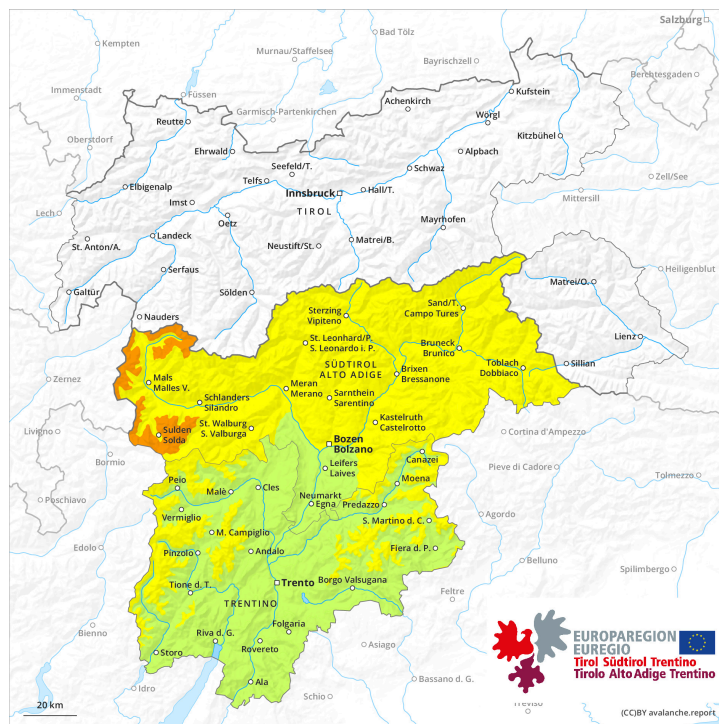 Salzburg
Bad Tölz
Kempten
Murnau/Staffelsee
Bayrischzell
Berchtesgaden
Immenstadt
Füssen
Garmisch-Partenkirchen
Achenkirch
Kufstein
Reutte
Wörgl
Oberstdorf
Kitzbühel
Ehrwald
Alpbach
Seefeld/T.
Schwaz
Zell/See
Telfs
Elbigenalp
Innsbruck
Hall/T.
Mittersill
Imst
TIROL
Lech
Oetz
Mayrhofen
Landeck
St. Anton/A.
Neustift/St.
Matrei/B.
Serfaus
Heiligenblut
Matrei/O.
Galtür
Sölden
Sand/T.
Campo Tures
Nauders
Sterzing
Vipiteno
Lienz
St. Leonhard/P.
S. Leonardo i. P.
Bruneck
Brunico
Toblach
Dobbiaco
Sillian
SÜDTIROL
ALTO ADIGE
Brixen
Bressanone
Zernez
Mals
Malles V.
Meran
Merano
Sarnthein
Sarentino
Schlanders
Silandro
Kastelruth
Castelrotto
St. Walburg
S. Valburga
Livigno
Sulden
Solda
Bozen
Bolzano
Cortina d'Ampezzo
Bormio
Canazei
Leifers
Laives
Pieve di Cadore
Tolmezzo
Peio
Malè
Cles
Moena
Poschiavo
Neumarkt
Egna
Predazzo
Vermiglio
Agordo
S. Martino d. C.
M. Campiglio
Edolo
Pinzolo
Andalo
Fiera d. P.
Belluno
Spilimbergo
Tione d. T.
Trento
Borgo Valsugana
Feltre
TRENTINO
Folgaria
Bienno
Riva d. G.
Rovereto
Asiago
Storo
Ala
Bassano d. G.
Idro
Schio
Treviso
EUROPAREGION
EUREGIO
Tirol Südtirol Trentino
Tirolo Alto Adige Trentino
20 km
(CC)BY avalanche.report